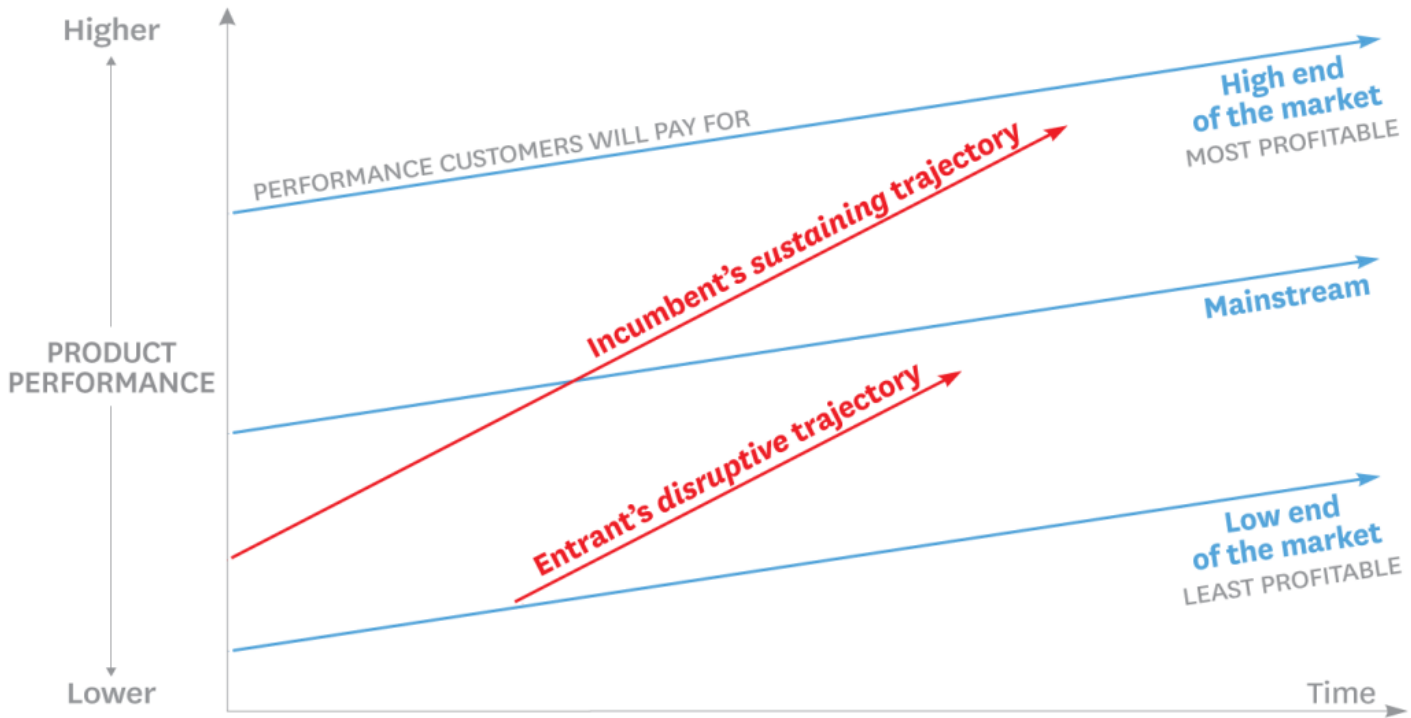 Higher
PERFORMANCE CUSTOMERS WILL PAY FOR
High end
of the market
MOST PROFITABLE
Incumbent’s sustaining trajectory
Mainstream
PRODUCT
PERFORMANCE
Entrant’s disruptive trajectory
Low end
of the market
LEAST PROFITABLE
Lower
Time